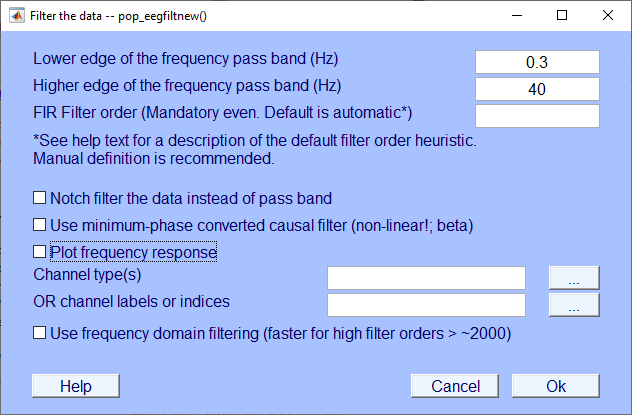 Filter the data -- pop_eegfiltnew()
Lower edge of the frequency pass band (Hz) 0.3
Higher edge of the frequency pass band (Hz) 40
FIR Filter order (Mandatory even. Default is automatic*)
*See help text for a description of the default filter order heuristic.
Manual definition is recommended.
Notch filter the data instead of pass band
Use minimum-phase converted causal filter (non-linear!; beta)
Plot frequency response
Channel type(s) ...
OR channel labels or indices ...
Use frequency domain filtering (faster for high filter orders > ~2000)
Help Cancel Ok